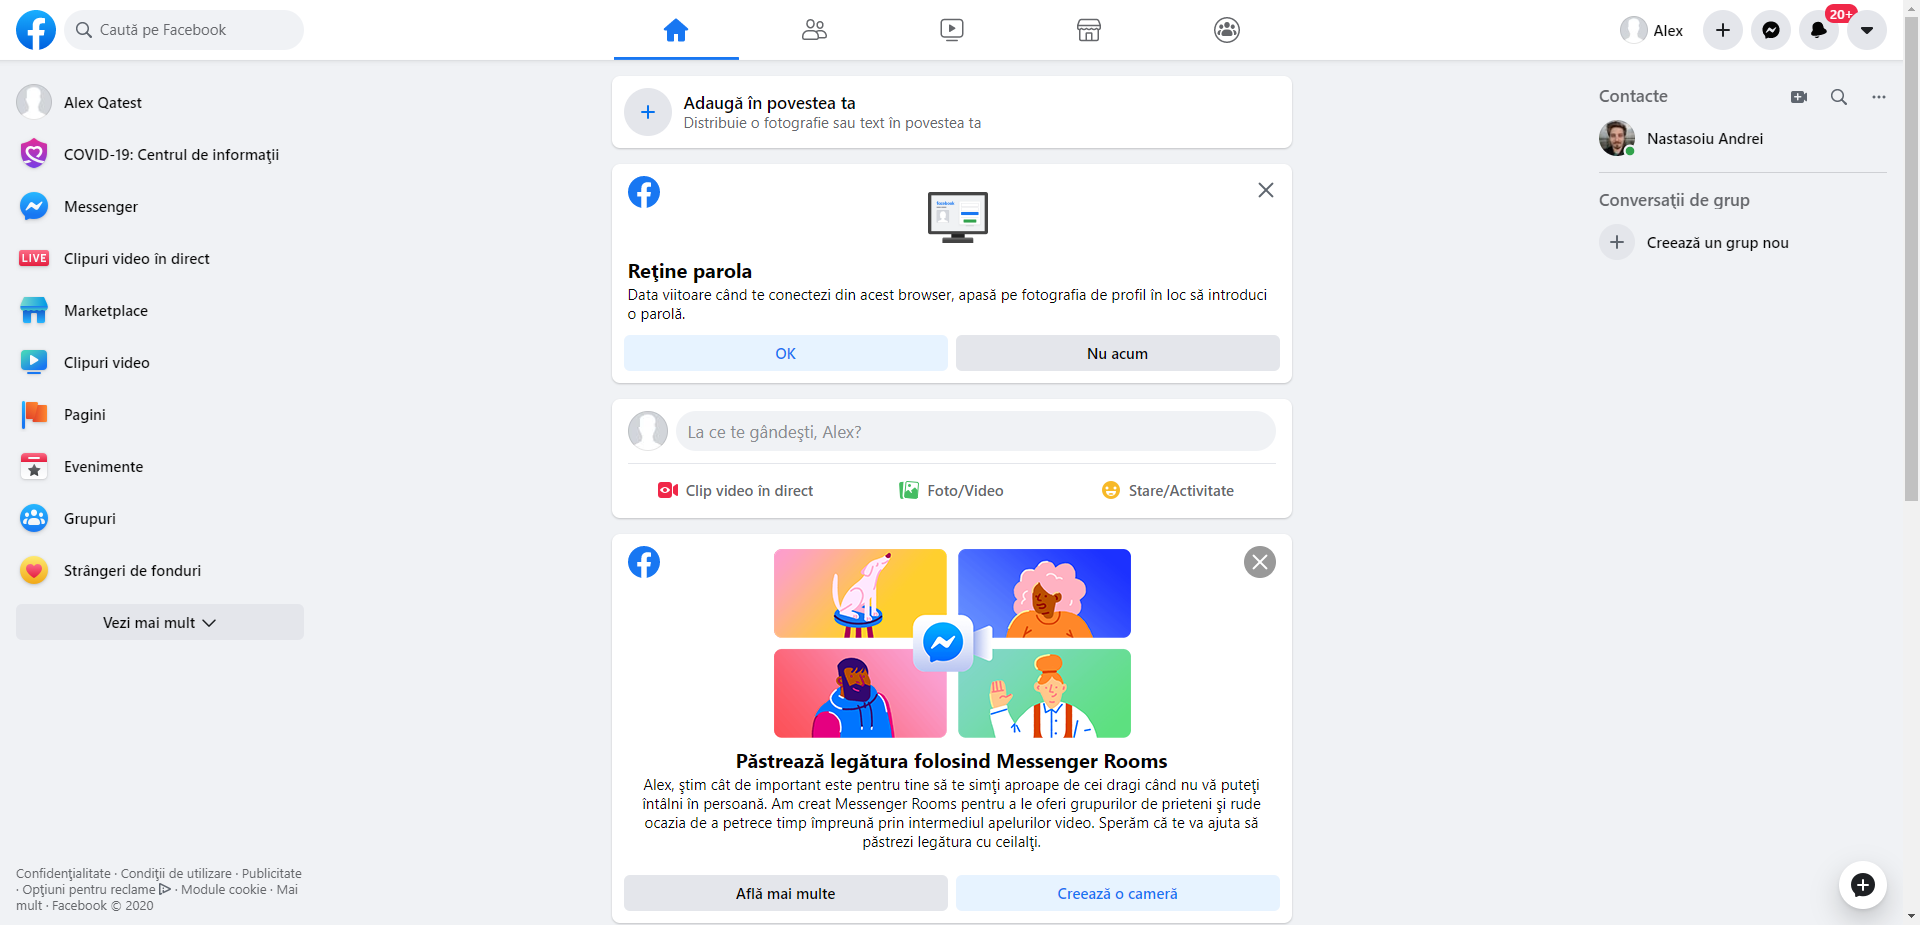 Caută pe Facebook
Alex
20+
Alex Qatest
COVID-19: Centrul de informaţii
Messenger
LIVE
Clipuri video în direct
Marketplace
Clipuri video
Pagini
Evenimente
Grupuri
Strângeri de fonduri
Vezi mai mult
Confidenţialitate · Condiţii de utilizare · Publicitate
· Opţiuni pentru reclame · Module cookie · Mai
mult · Facebook © 2020
Adaugă în povestea ta
Distribuie o fotografie sau text în povestea ta
facebook
Reţine parola
Data viitoare când te conectezi din acest browser, apasă pe fotografia de profil în loc să introduci
o parolă.
OK
Nu acum
La ce te gândeşti, Alex?
Clip video în direct
Foto/Video
Stare/Activitate
Păstrează legătura folosind Messenger Rooms
Alex, ştim cât de important este pentru tine să te simţi aproape de cei dragi când nu vă puteţi
întâlni în persoană. Am creat Messenger Rooms pentru a le oferi grupurilor de prieteni şi rude
ocazia de a petrece timp împreună prin intermediul apelurilor video. Sperăm că te va ajuta să
păstrezi legătura cu ceilalţi.
Află mai multe
Creează o cameră
Contacte
Nastasoiu Andrei
Conversaţii de grup
Creează un grup nou